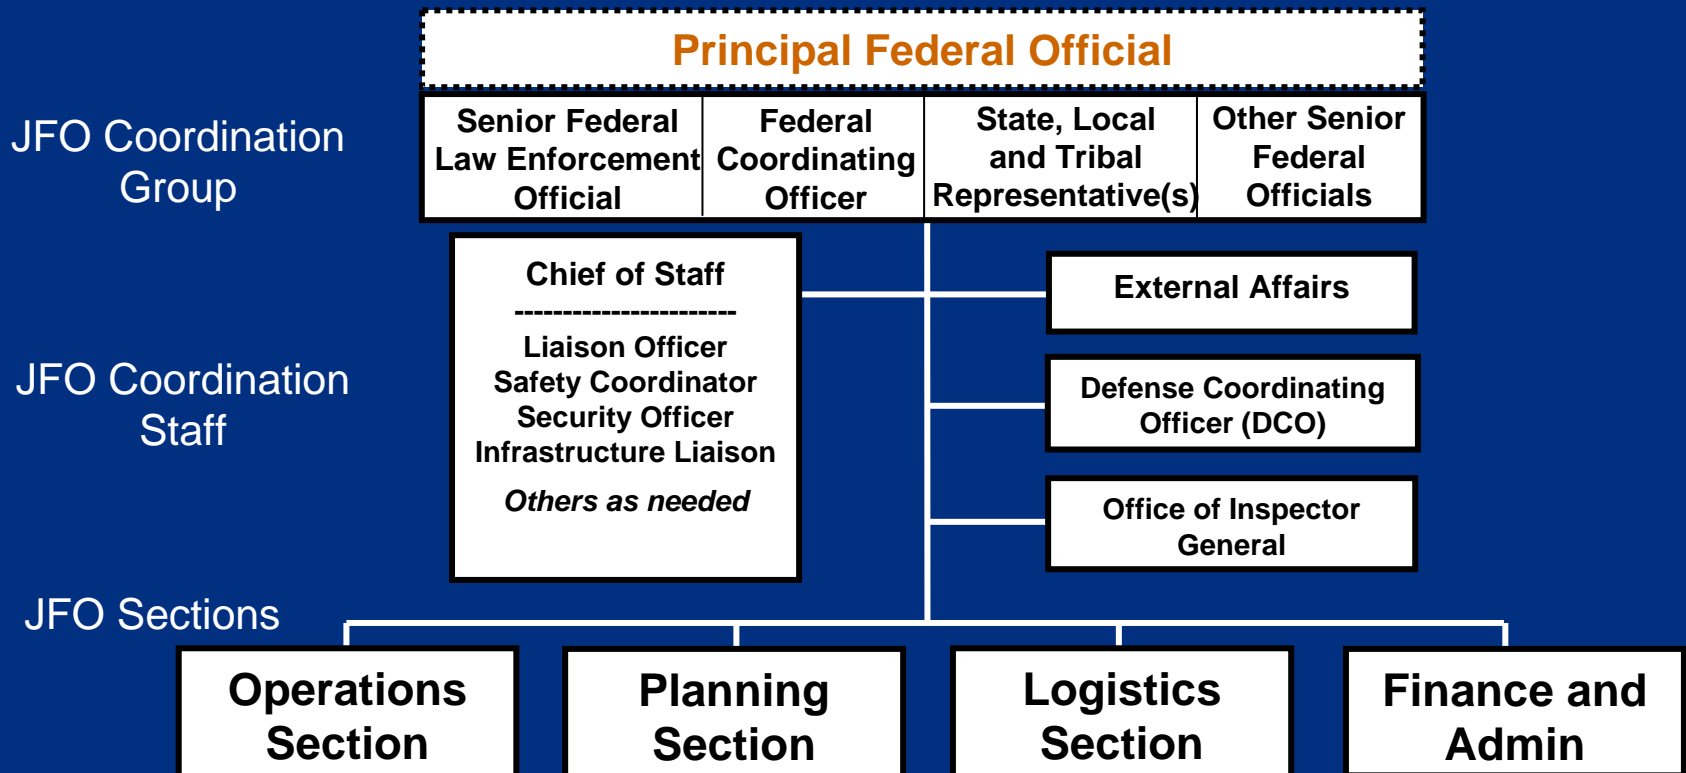 Principal Federal Official
JFO Coordination
Group
Senior Federal
Law Enforcement
Official
Federal
Coordinating
Officer
State, Local
and Tribal
Representative(s)
Other Senior
Federal
Officials
JFO Coordination
Staff
Chief of Staff
-----------------------
Liaison Officer
Safety Coordinator
Security Officer
Infrastructure Liaison
Others as needed
External Affairs
Defense Coordinating
Officer (DCO)
Office of Inspector
General
JFO Sections
Operations
Section
Planning
Section
Logistics
Section
Finance and
Admin